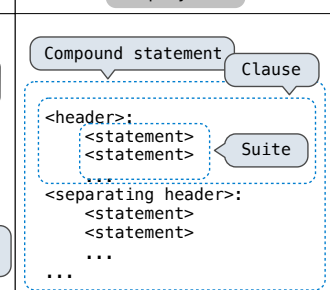 Compound statement
Clause
<header>:
<statement>
<statement>
Suite
...
<separating header>:
<statement>
<statement>
...
...